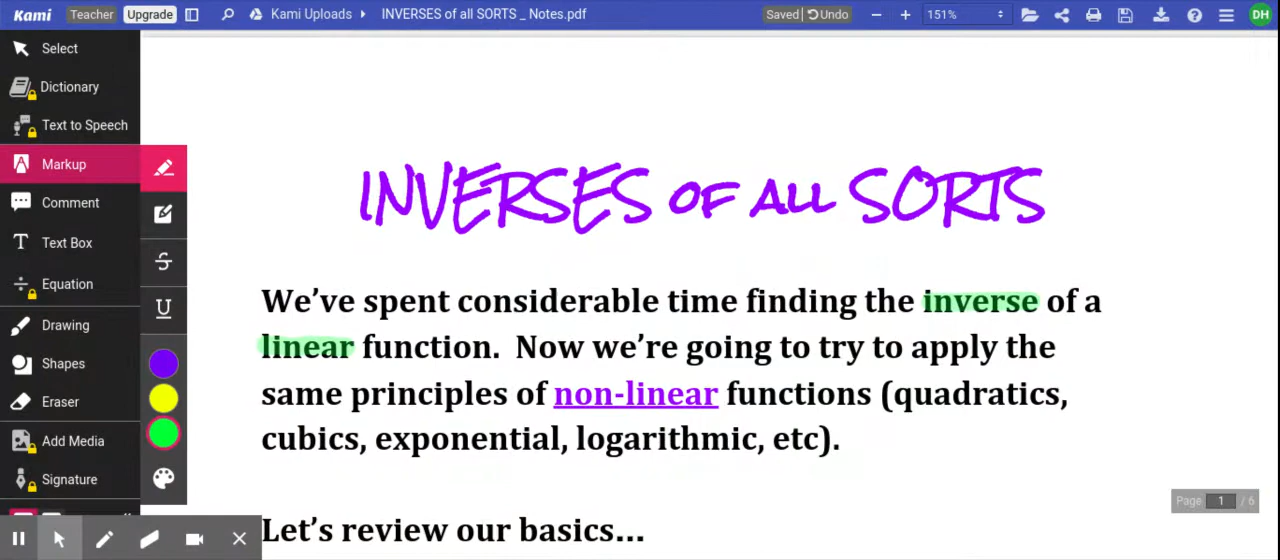 Kami Teacher Upgrade Kami Uploads INVERSES of all SORTS _ Notes.pdf Saved Undo 151% DH
Select
Dictionary
Text to Speech
Markup
Comment
Text Box
Equation
Drawing
Shapes
Eraser
Add Media
Signature
INVERSES OF ALL SORTS
We’ve spent considerable time finding the inverse of a
linear function. Now we’re going to try to apply the
same principles of non-linear functions (quadratics,
cubics, exponential, logarithmic, etc).
Let’s review our basics…
Page 1 / 6